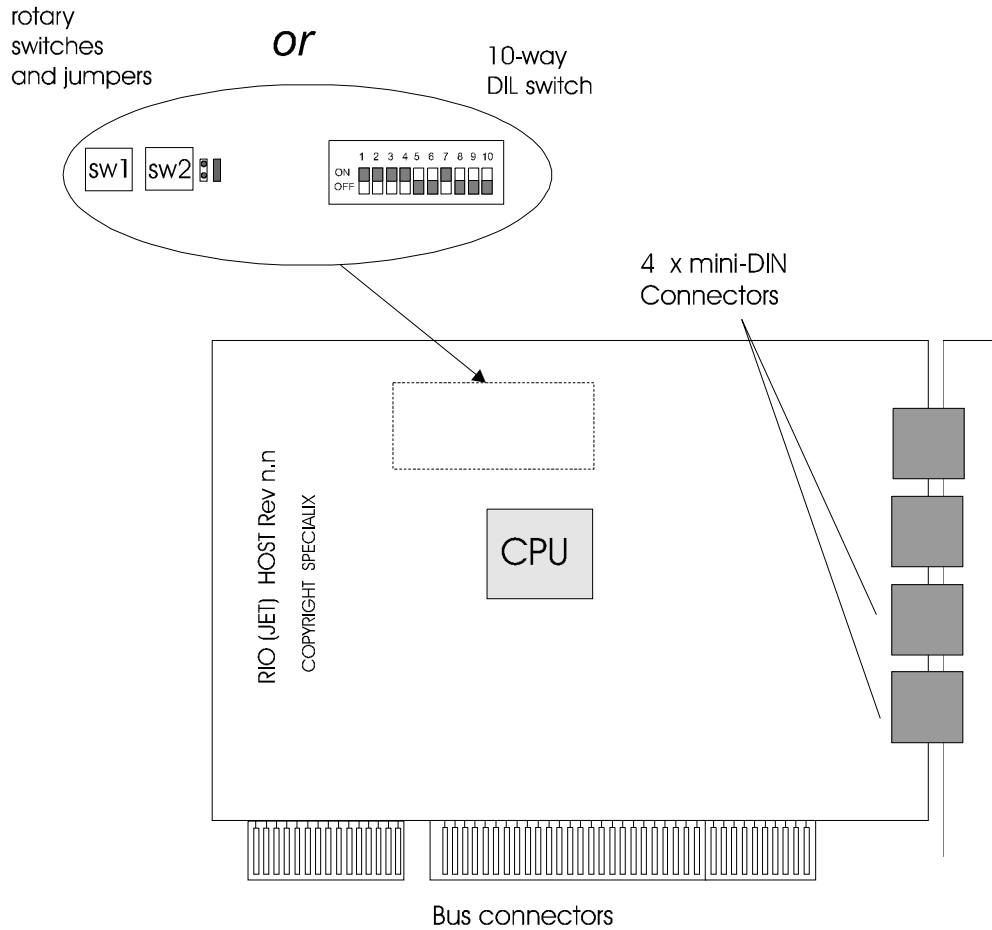 rotary
switches
and jumpers
or
10-way
DIL switch
sw1
sw2
1 2 3 4 5 6 7 8 9 10
ON
OFF
4 x mini-DIN
Connectors
RIO (JET) HOST Rev n.n
COPYRIGHT SPECIALIX
CPU
Bus connectors